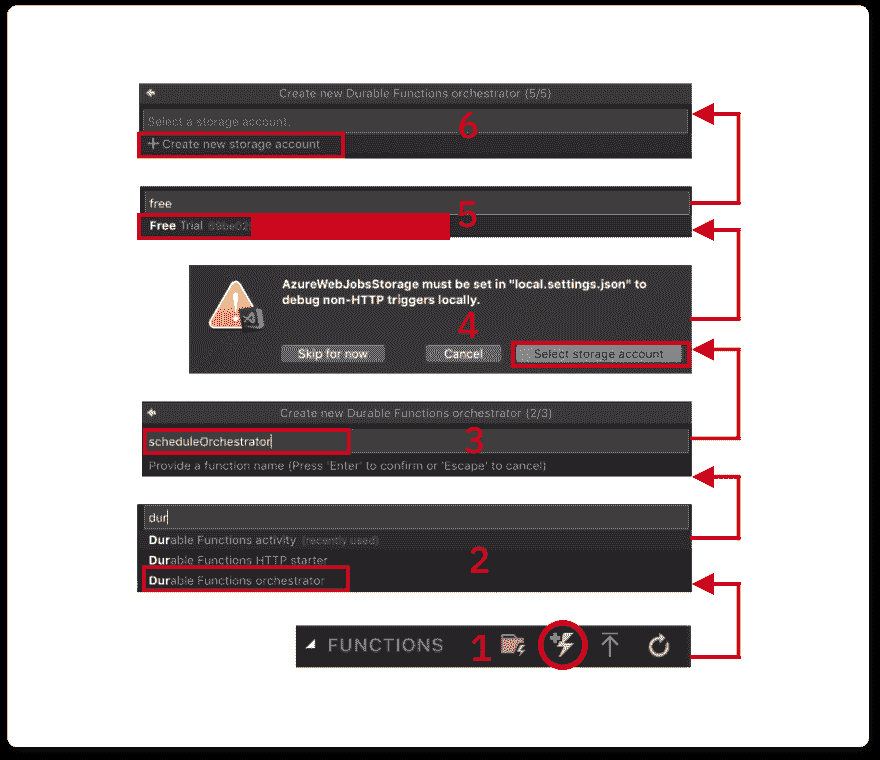 Create new Durable Functions orchestrator (5/5)
Select a storage account.
6
+ Create new storage account
free
5
Free Trial
AzureWebJobsStorage must be set in "local.settings.json" to
debug non-HTTP triggers locally.
4
Skip for now Cancel Select storage account
Create new Durable Functions orchestrator (2/3)
scheduleOrchestrator
3
Provide a function name (Press 'Enter' to confirm or 'Escape' to cancel)
dur
Durable Functions activity (recently used)
Durable Functions HTTP starter
2
Durable Functions orchestrator
FUNCTIONS 1